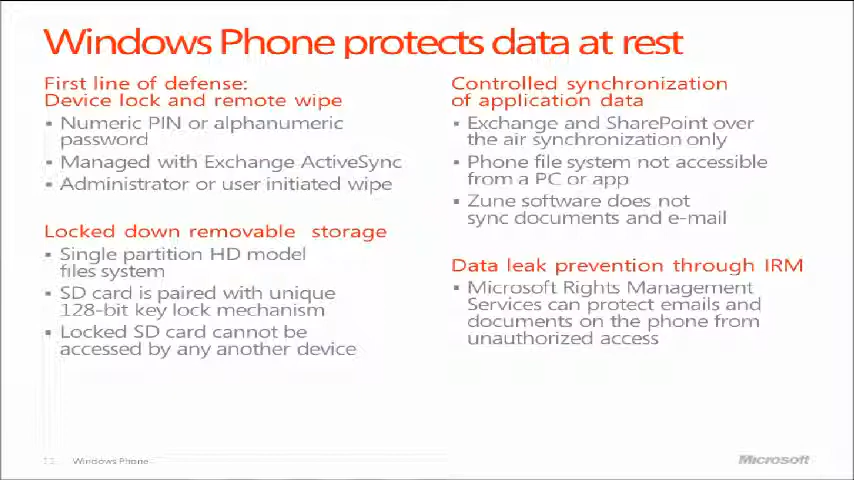 Windows Phone protects data at rest
First line of defense:
Device lock and remote wipe
▪ Numeric PIN or alphanumeric
password
▪ Managed with Exchange ActiveSync
▪ Administrator or user initiated wipe
Locked down removable storage
▪ Single partition HD model
files system
▪ SD card is paired with unique
128-bit key lock mechanism
▪ Locked SD card cannot be
accessed by any another device
Controlled synchronization
of application data
▪ Exchange and SharePoint over
the air synchronization only
▪ Phone file system not accessible
from a PC or app
▪ Zune software does not
sync documents and e-mail
Data leak prevention through IRM
▪ Microsoft Rights Management
Services can protect emails and
documents on the phone from
unauthorized access
Windows Phone
Microsoft